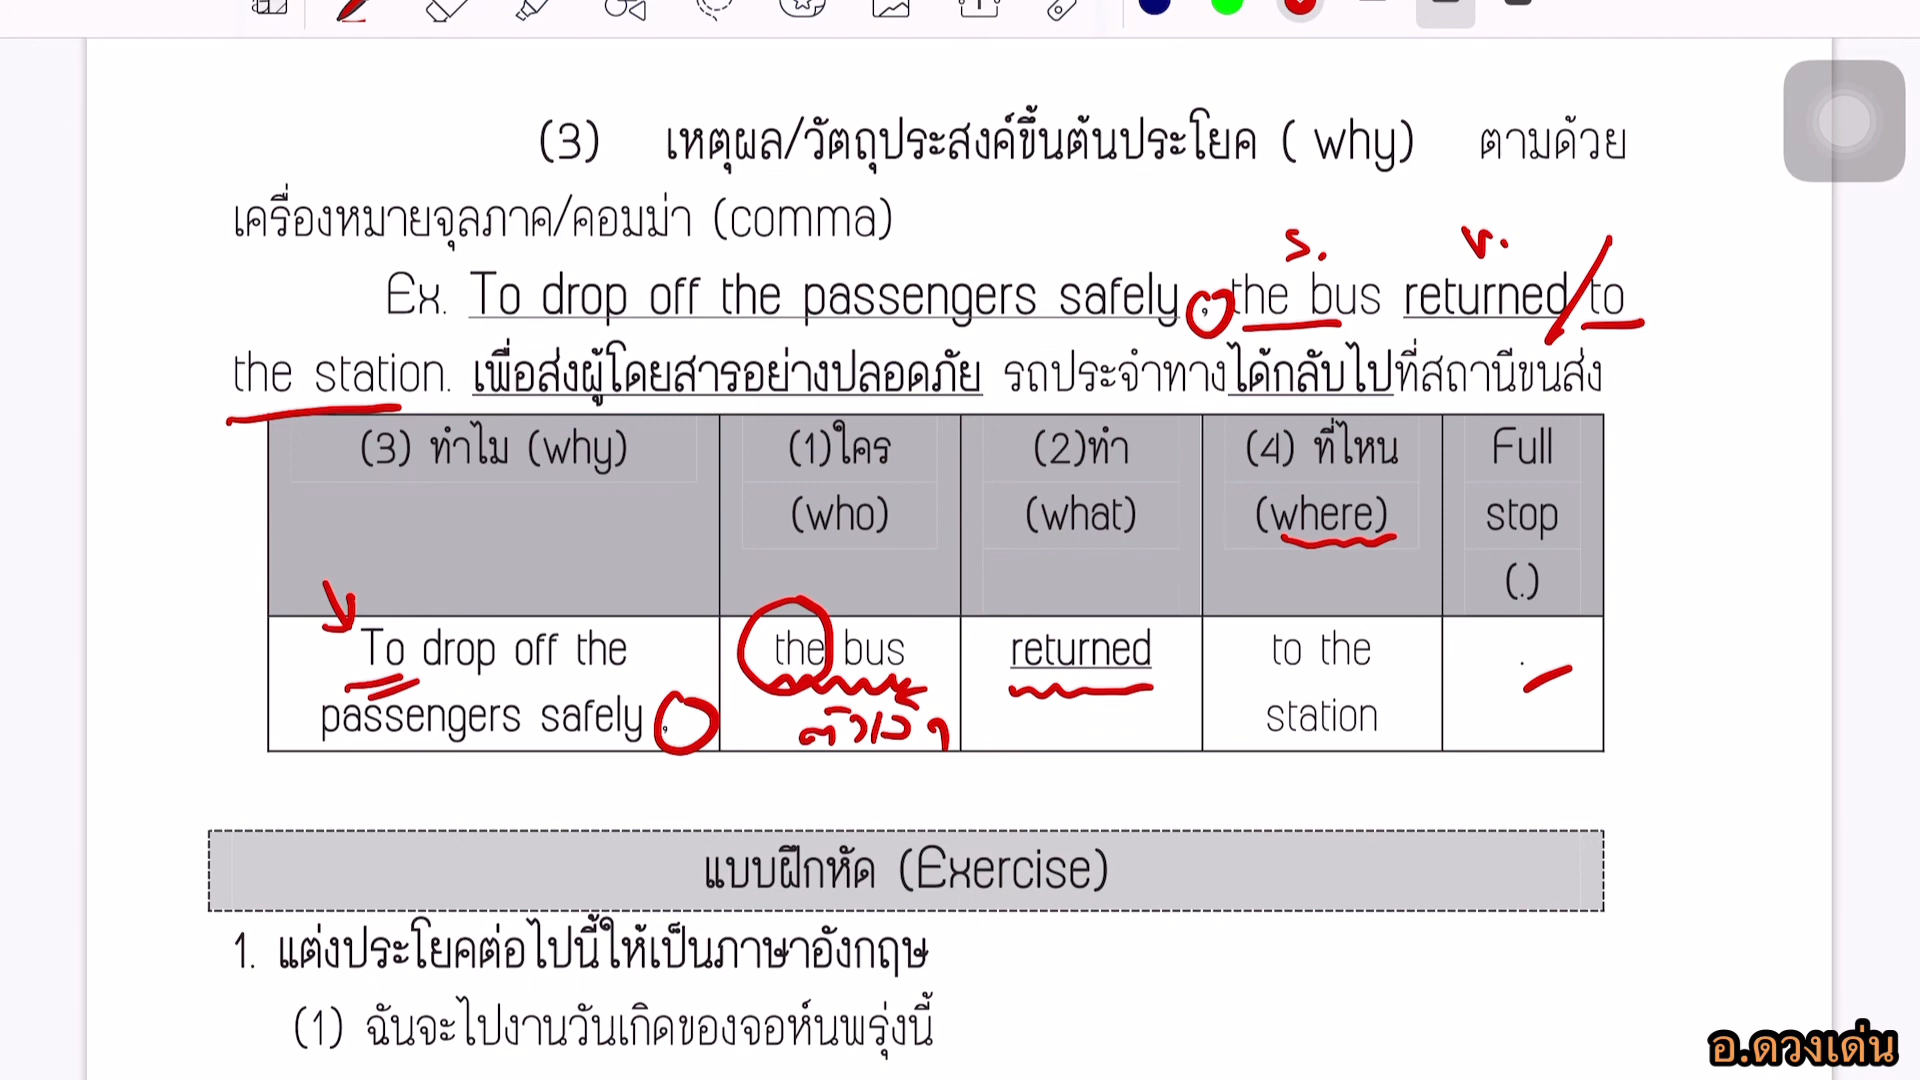 (3) เหตุผล/วัตถุประสงค์ขึ้นต้นประโยค ( why) ตามด้วย
เครื่องหมายจุลภาค/คอมม่า (comma)
s. v.
Ex. To drop off the passengers safely , the bus returned to
the station. เพื่อส่งผู้โดยสารอย่างปลอดภัย รถประจำทางได้กลับไปที่สถานีขนส่ง
(3) ทำไม (why)
(1)ใคร
(who)
(2)ทำ
(what)
(4) ที่ไหน
(where)
Full
stop
(.)
To drop off the
passengers safely ,
the bus
ตัวเล็ก
returned
to the
station
.
แบบฝึกหัด (Exercise)
1. แต่งประโยคต่อไปนี้ให้เป็นภาษาอังกฤษ
(1) ฉันจะไปงานวันเกิดของจอห์นพรุ่งนี้
อ.ดวงเด่น